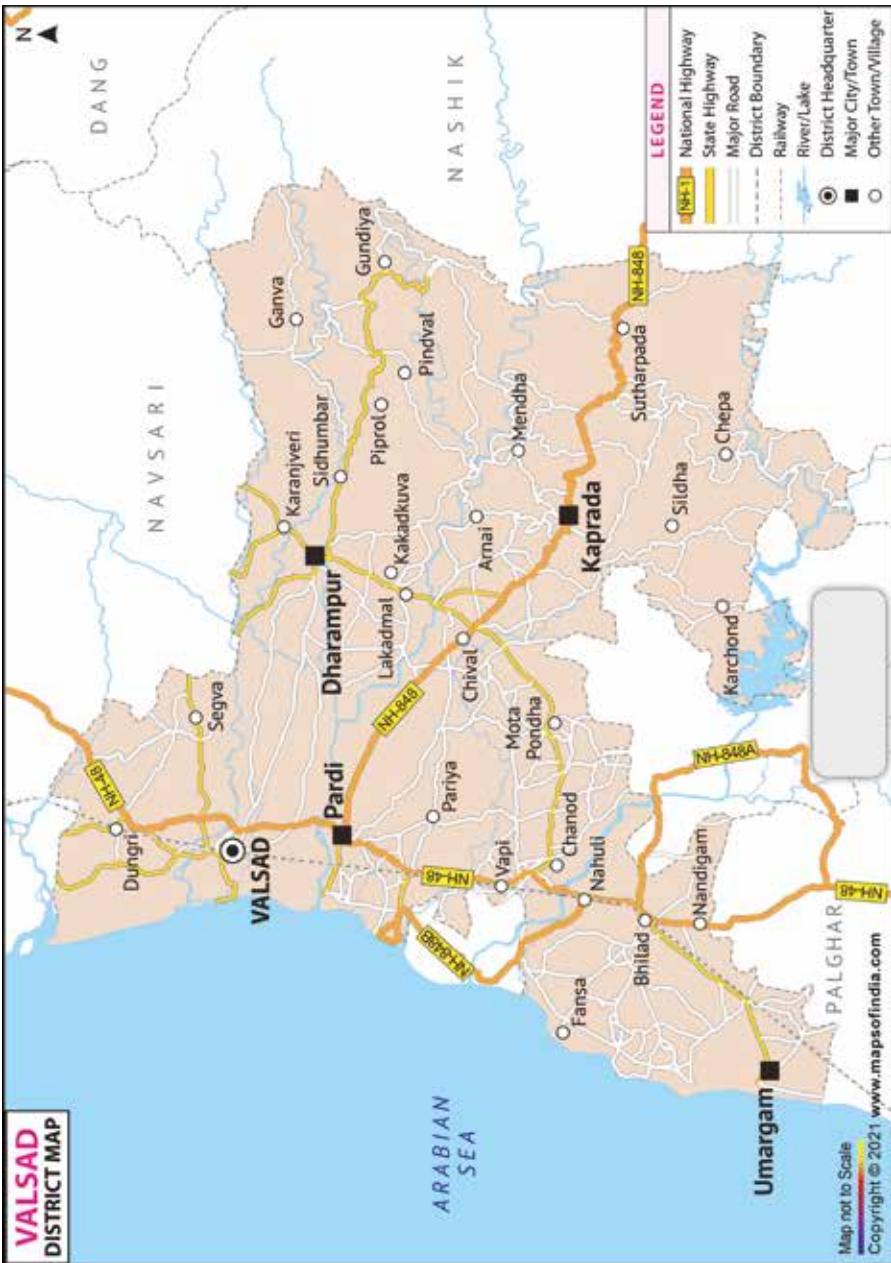 VALSAD
DISTRICT MAP
N
DANG
NAVSARI
NASHIK
NH-48
Dungri
Segva
VALSAD
Karanjveri
Ganva
Sidhumbar
Dharampur
Gundiya
Piprol
Pindval
Kakadkuva
Lakadmal
Pardi
NH-848
Pariya
Arnai
Mendha
Chival
Kaprada
NH-848
Sutharpada
NH-48
Vapi
Mota
Pondha
Chanod
Nahuli
NH-848B
Fansa
Sildha
Chepa
Karchond
NH-848A
Bhilad
Nandigam
NH-48
PALGHAR
Umargam
ARABIAN
SEA
LEGEND
NH-1 National Highway
State Highway
Major Road
District Boundary
Railway
River/Lake
District Headquarter
Major City/Town
Other Town/Village
Map not to Scale
Copyright © 2021 www.mapsofindia.com